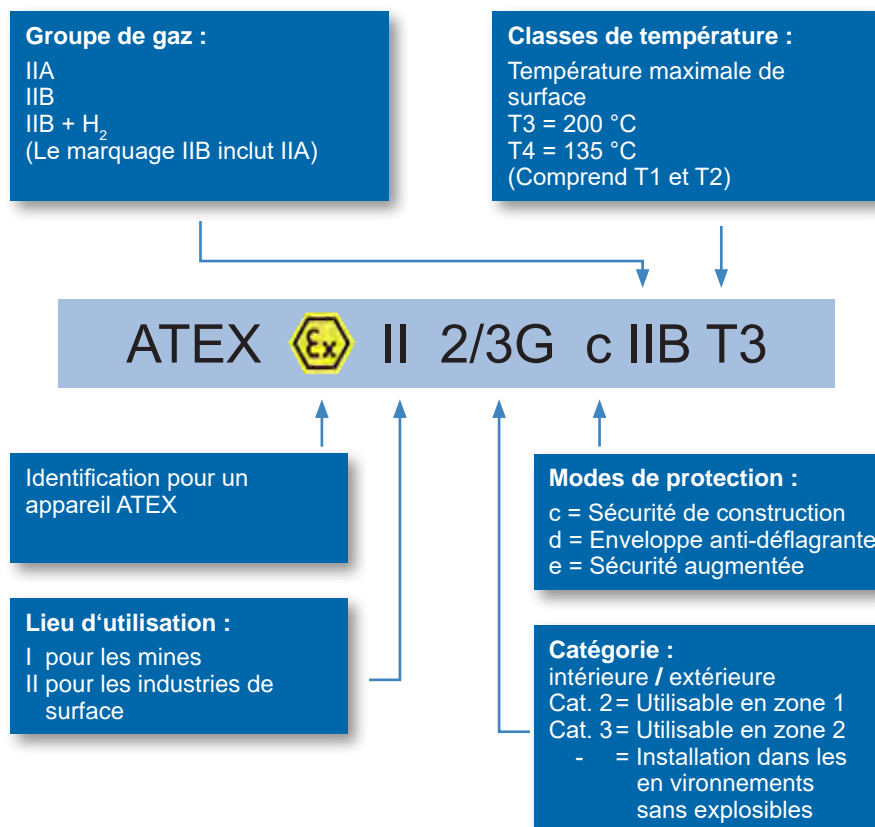 Groupe de gaz :
IIA
IIB
IIB + H₂
(Le marquage IIB inclut IIA)
Classes de température :
Température maximale de
surface
T3 = 200 °C
T4 = 135 °C
(Comprend T1 et T2)
ATEX Ex II 2/3G c IIB T3
Identification pour un
appareil ATEX
Lieu d‘utilisation :
I pour les mines
II pour les industries de
surface
Modes de protection :
c = Sécurité de construction
d = Enveloppe anti-déflagrante
e = Sécurité augmentée
Catégorie :
intérieure / extérieure
Cat. 2 = Utilisable en zone 1
Cat. 3 = Utilisable en zone 2
- = Installation dans les
en vironnements
sans explosibles